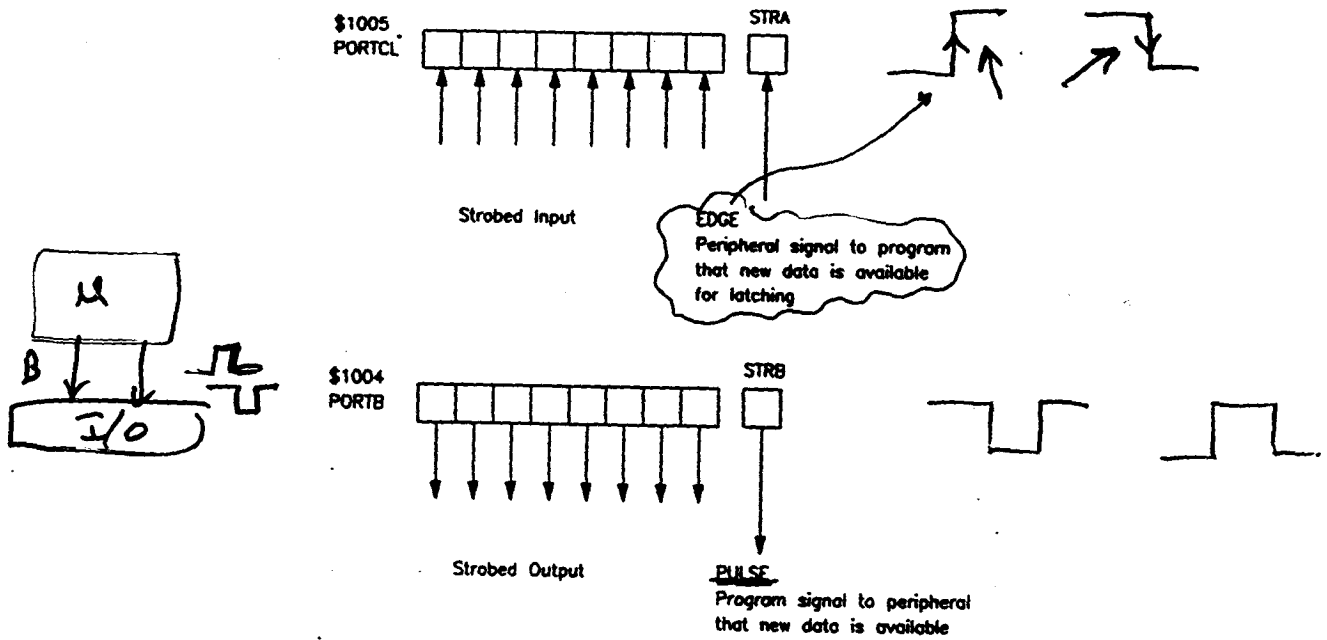 $1005
PORTCL
STRA
Strobed Input
EDGE
Peripheral signal to program
that new data is available
for latching
μ
B
I/O
$1004
PORTB
STRB
Strobed Output
PULSE
Program signal to peripheral
that new data is available